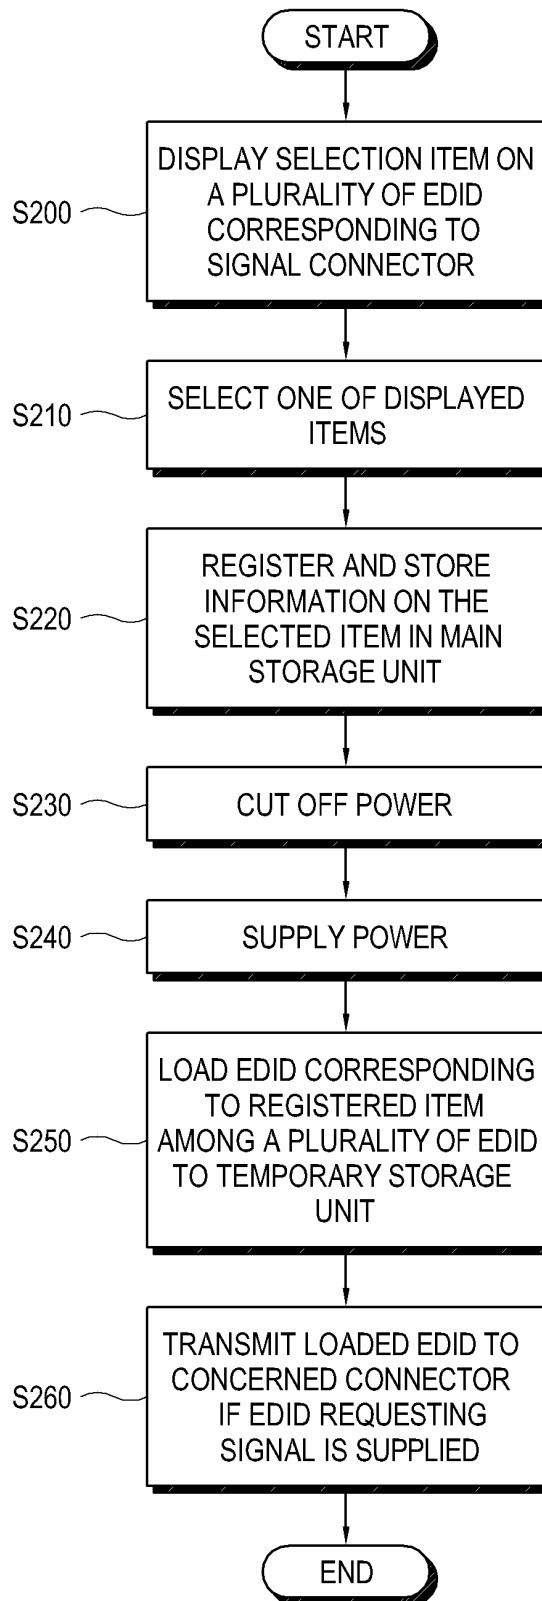 START
S200
DISPLAY SELECTION ITEM ON
A PLURALITY OF EDID
CORRESPONDING TO
SIGNAL CONNECTOR
S210
SELECT ONE OF DISPLAYED
ITEMS
S220
REGISTER AND STORE
INFORMATION ON THE
SELECTED ITEM IN MAIN
STORAGE UNIT
S230
CUT OFF POWER
S240
SUPPLY POWER
S250
LOAD EDID CORRESPONDING
TO REGISTERED ITEM
AMONG A PLURALITY OF EDID
TO TEMPORARY STORAGE
UNIT
S260
TRANSMIT LOADED EDID TO
CONCERNED CONNECTOR
IF EDID REQUESTING
SIGNAL IS SUPPLIED
END